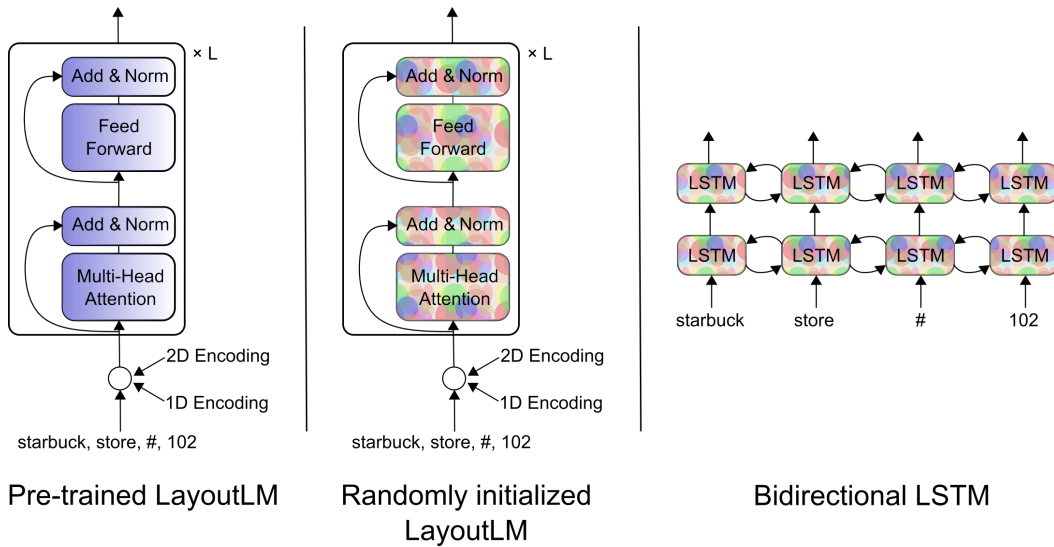 × L
Add & Norm
Feed
Forward
Add & Norm
Multi-Head
Attention
2D Encoding
1D Encoding
starbuck, store, #, 102
Pre-trained LayoutLM
× L
Add & Norm
Feed
Forward
Add & Norm
Multi-Head
Attention
2D Encoding
1D Encoding
starbuck, store, #, 102
Randomly initialized
LayoutLM
LSTM LSTM LSTM LSTM
LSTM LSTM LSTM LSTM
starbuck store # 102
Bidirectional LSTM